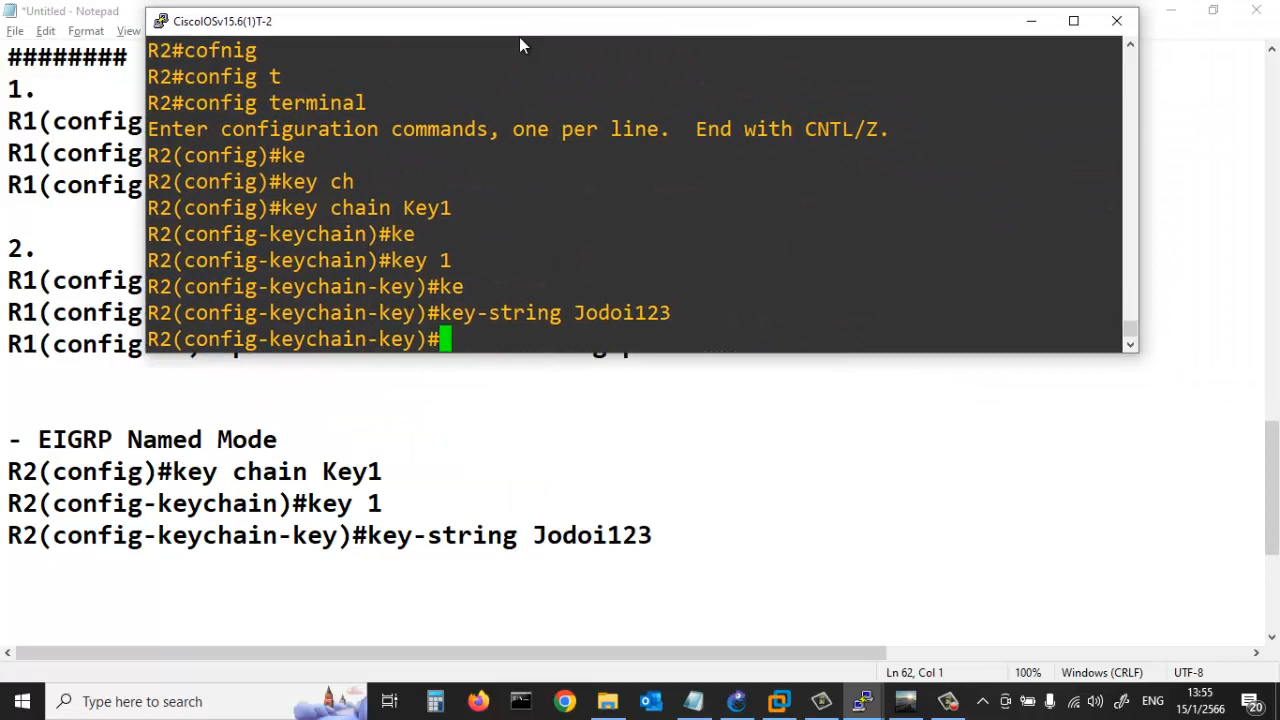 *Untitled - Notepad
File Edit Format View
CiscoIOSv15.6(1)T-2
########
1.
R1(config
R1(config
R1(config
2.
R1(config
R1(config
R1(config
R2#cofnig
R2#config t
R2#config terminal
Enter configuration commands, one per line.  End with CNTL/Z.
R2(config)#ke
R2(config)#key ch
R2(config)#key chain Key1
R2(config-keychain)#ke
R2(config-keychain)#key 1
R2(config-keychain-key)#ke
R2(config-keychain-key)#key-string Jodoi123
R2(config-keychain-key)#
- EIGRP Named Mode
R2(config)#key chain Key1
R2(config-keychain)#key 1
R2(config-keychain-key)#key-string Jodoi123
Ln 62, Col 1 100% Windows (CRLF) UTF-8
Type here to search
ENG
13:55
15/1/2566
20